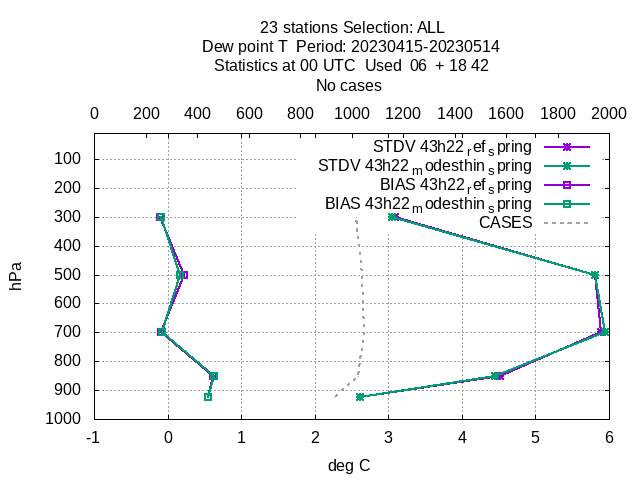 23 stations Selection: ALL
Dew point T  Period: 20230415-20230514
Statistics at 00 UTC  Used  06  + 18 42
No cases
0 200 400 600 800 1000 1200 1400 1600 1800 2000
STDV 43h22_ref_spring
STDV 43h22_modesthin_spring
BIAS 43h22_ref_spring
BIAS 43h22_modesthin_spring
CASES
100
200
300
400
500
600
700
800
900
1000
hPa
-1 0 1 2 3 4 5 6
deg C